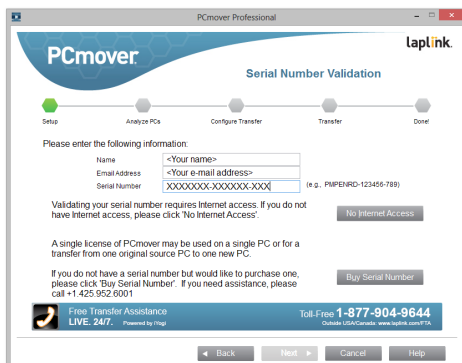 PCmover Professional
PCmover
laplink.
Serial Number Validation
Setup
Analyze PCs
Configure Transfer
Transfer
Done!
Please enter the following information:
Name
<Your name>
Email Address
<Your e-mail address>
Serial Number
XXXXXXX-XXXXXX-XXX
(e.g., PMPENRD-123456-789)
Validating your serial number requires Internet access. If you do not
have Internet access, please click 'No Internet Access'.
No Internet Access
A single license of PCmover may be used on a single PC or for a
transfer from one original source PC to one new PC.
If you do not have a serial number but would like to purchase one,
please click 'Buy Serial Number'. If you need assistance, please
call +1.425.952.6001
Buy Serial Number
Free Transfer Assistance
LIVE. 24/7. Powered by iYogi
Toll-Free 1-877-904-9644
Outside USA/Canada: www.laplink.com/FTA
Back
Next
Cancel
Help